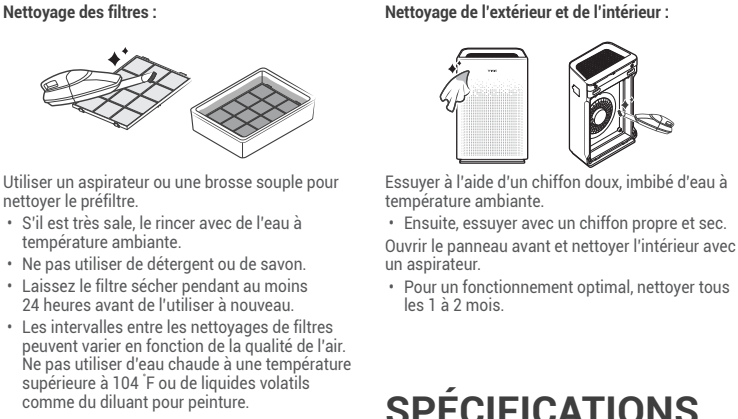 Nettoyage des filtres :
Utiliser un aspirateur ou une brosse souple pour
nettoyer le préfiltre.
• S'il est très sale, le rincer avec de l'eau à
température ambiante.
• Ne pas utiliser de détergent ou de savon.
• Laissez le filtre sécher pendant au moins
24 heures avant de l'utiliser à nouveau.
• Les intervalles entre les nettoyages de filtres
peuvent varier en fonction de la qualité de l'air.
Ne pas utiliser d'eau chaude à une température
supérieure à 104 °F ou de liquides volatils
comme du diluant pour peinture.
Nettoyage de l'extérieur et de l'intérieur :
Essuyer à l'aide d'un chiffon doux, imbibé d'eau à
température ambiante.
• Ensuite, essuyer avec un chiffon propre et sec.
Ouvrir le panneau avant et nettoyer l'intérieur avec
un aspirateur.
• Pour un fonctionnement optimal, nettoyer tous
les 1 à 2 mois.
SPÉCIFICATIONS